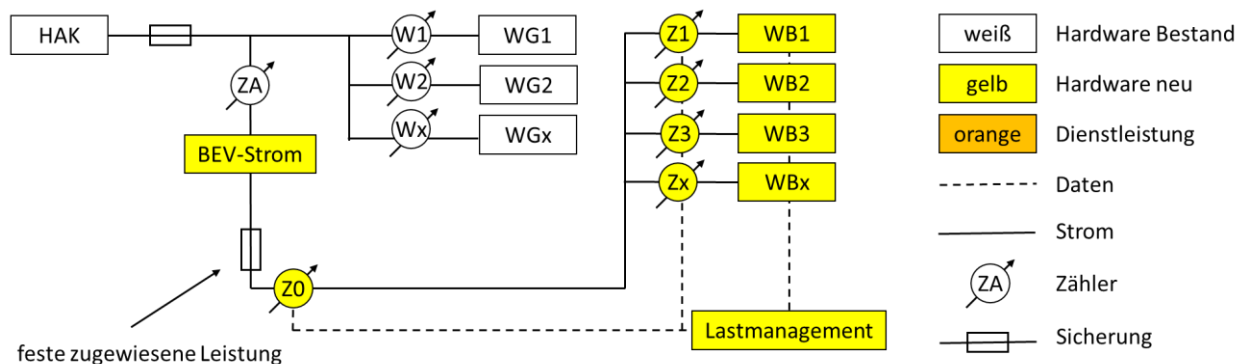 HAK
W1
WG1
ZA
W2
WG2
Wx
WGx
BEV-Strom
Z0
feste zugewiesene Leistung
Z1
WB1
Z2
WB2
Z3
WB3
Zx
WBx
Lastmanagement
weiß
Hardware Bestand
gelb
Hardware neu
orange
Dienstleistung
Daten
Strom
ZA
Zähler
Sicherung